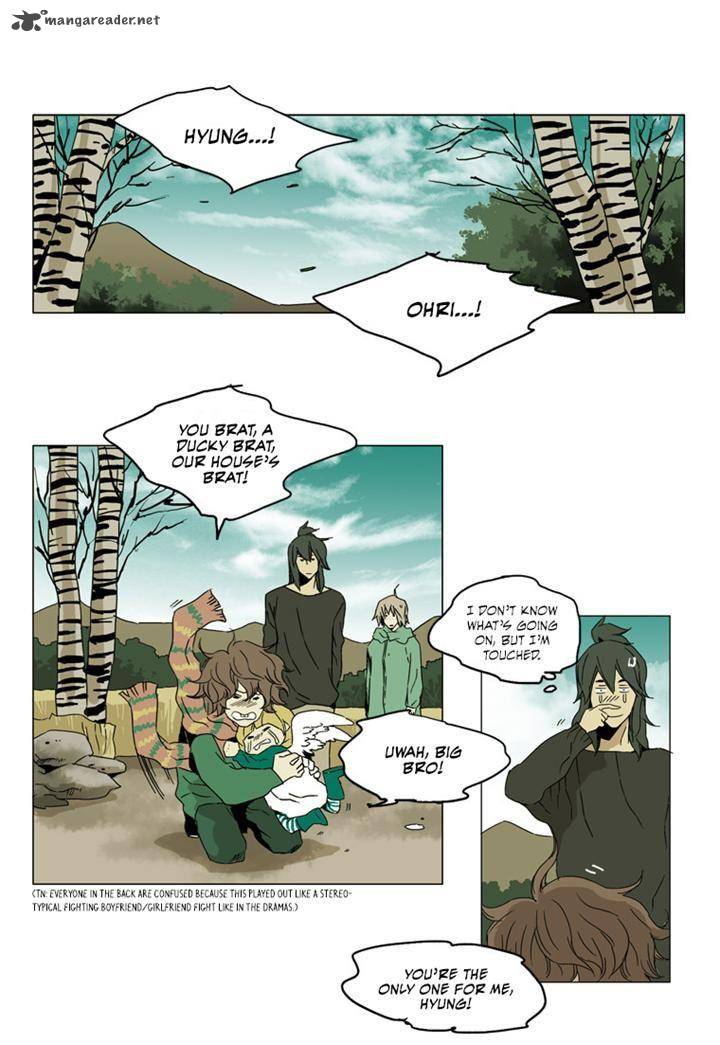 mangareader.net
HYUNG...!
OHRI...!
YOU BRAT, A
DUCKY BRAT,
OUR HOUSE'S
BRAT!
I DON'T KNOW
WHAT'S GOING
ON, BUT I'M
TOUCHED.
UWAH, BIG
BRO!
(TN: EVERYONE IN THE BACK ARE CONFUSED BECAUSE THIS PLAYED OUT LIKE A STEREO-
TYPICAL FIGHTING BOYFRIEND/GIRLFRIEND FIGHT LIKE IN THE DRAMAS.)
YOU'RE THE
ONLY ONE FOR ME,
HYUNG!